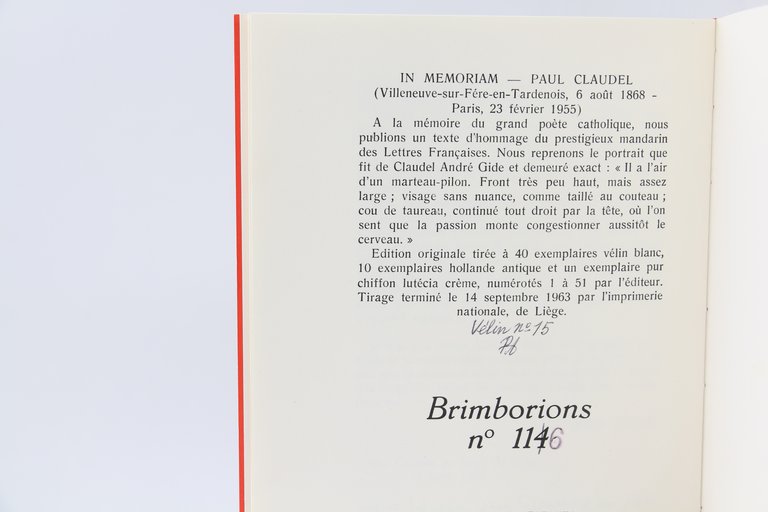 IN MEMORIAM — PAUL CLAUDEL
(Villeneuve-sur-Fére-en-Tardenois, 6 août 1868 -
Paris, 23 février 1955)
A la mémoire du grand poète catholique, nous
publions un texte d'hommage du prestigieux mandarin
des Lettres Françaises. Nous reprenons le portrait que
fit de Claudel André Gide et demeuré exact : « Il a l'air
d'un marteau-pilon. Front très peu haut, mais assez
large ; visage sans nuance, comme taillé au couteau ;
cou de taureau, continué tout droit par la tête, où l'on
sent que la passion monte congestionner aussitôt le
cerveau. »
Edition originale tirée à 40 exemplaires vélin blanc,
10 exemplaires hollande antique et un exemplaire pur
chiffon lutécia crème, numérotés 1 à 51 par l'éditeur.
Tirage terminé le 14 septembre 1963 par l'imprimerie
nationale, de Liège.
Vélin nº 15
Brimborions
nº 1146